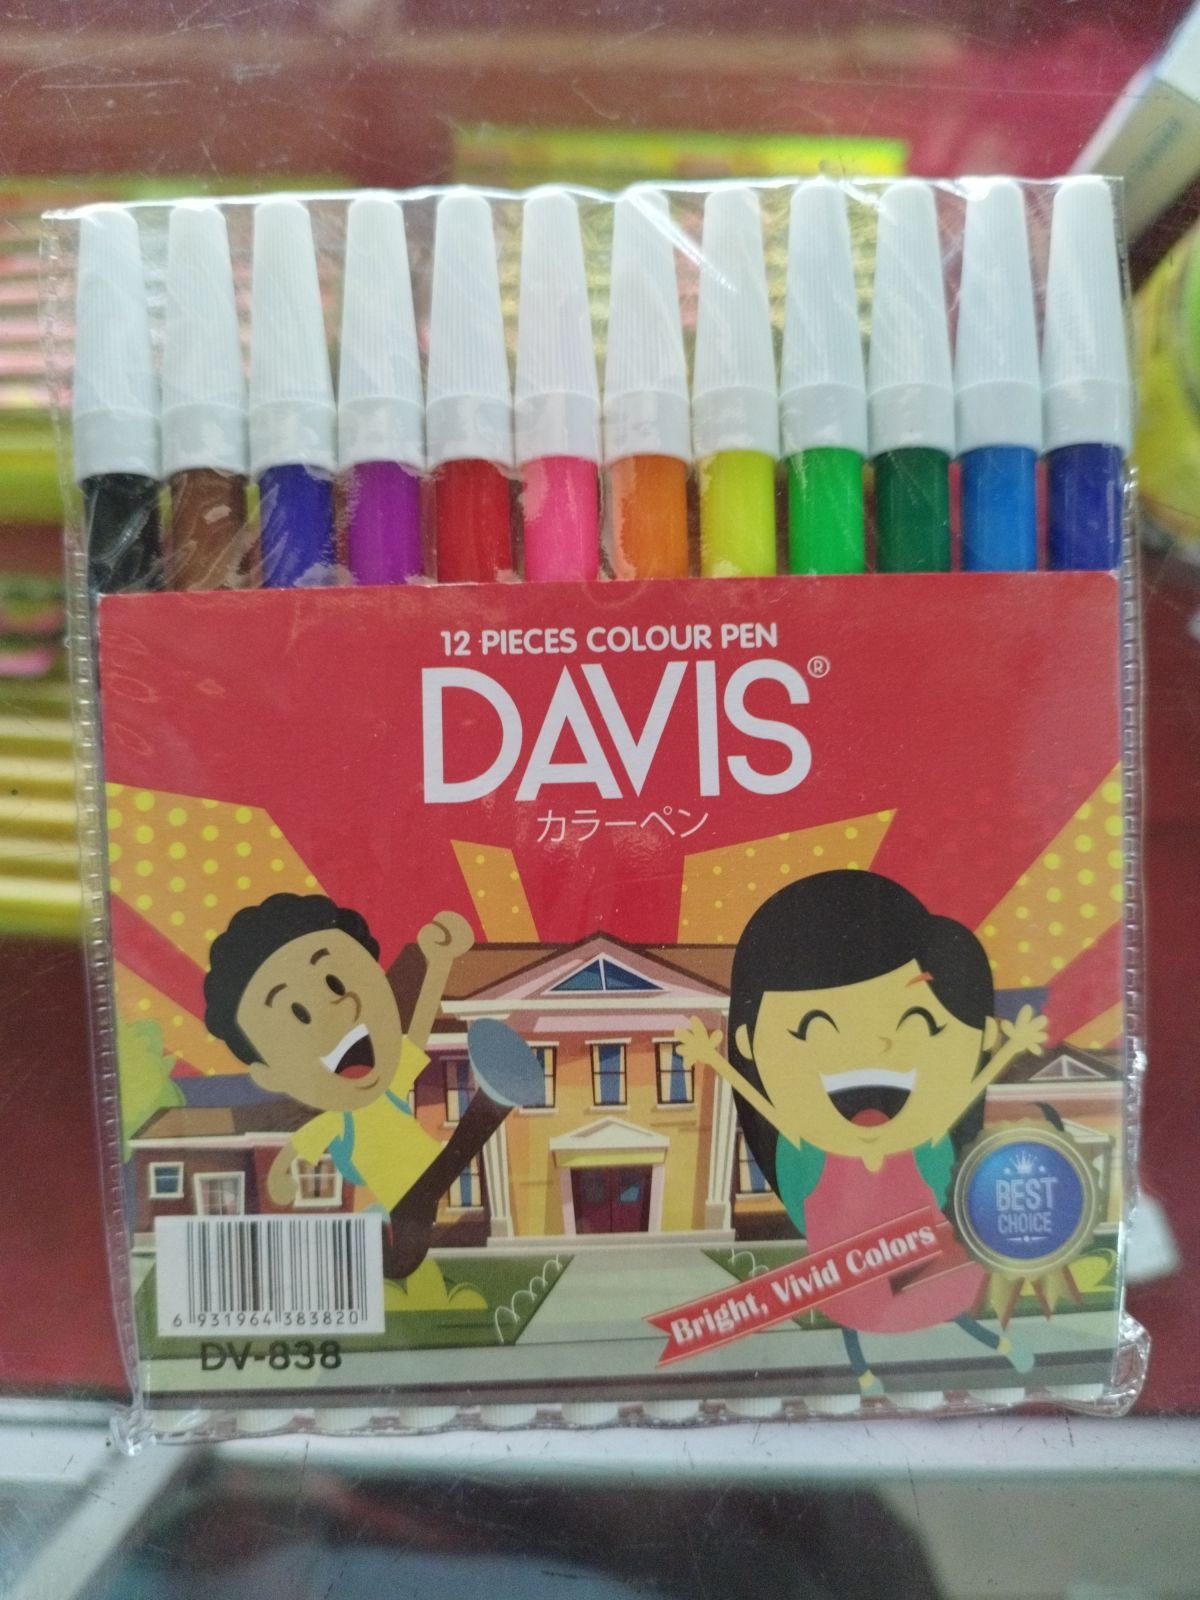 12 PIECES COLOUR PEN
DAVIS®
カラーペン
BEST
CHOICE
Bright, Vivid Colors
6 931964 383820
DV-838